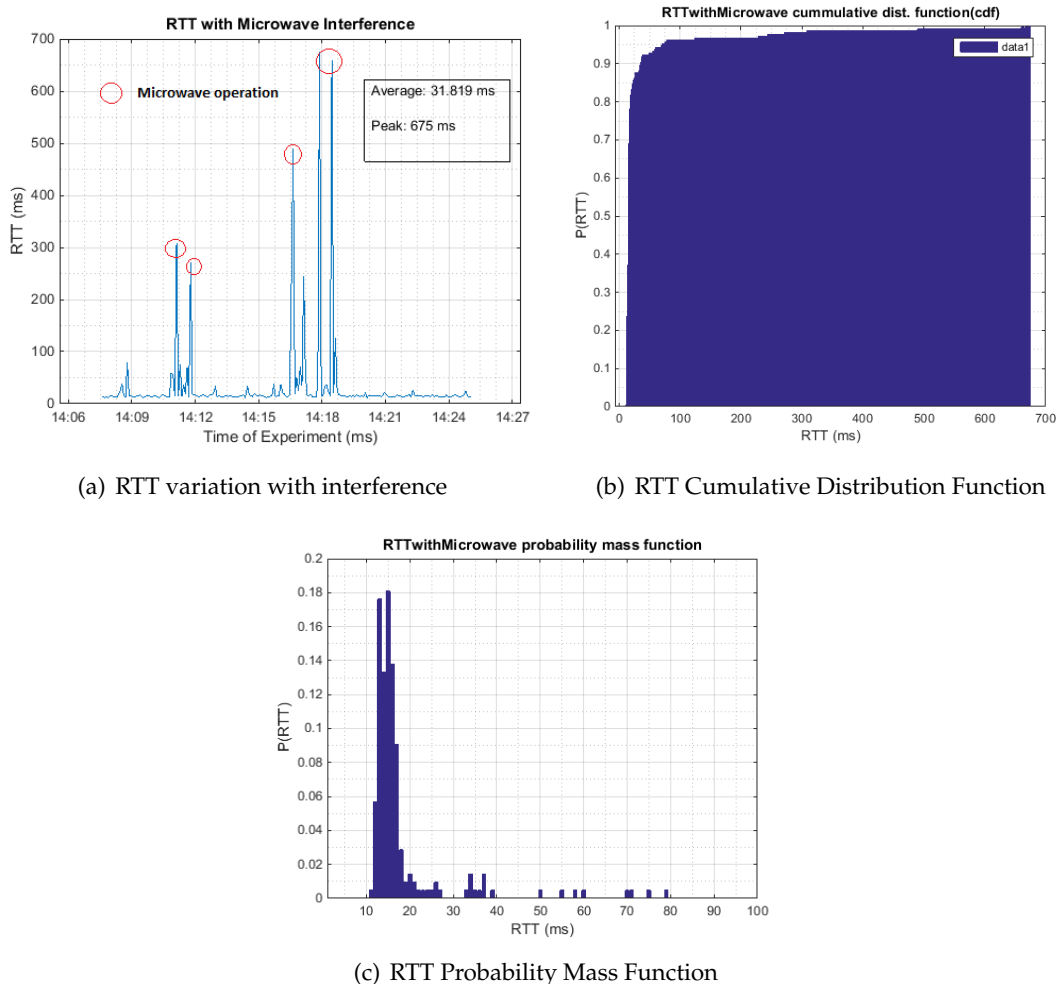 RTT with Microwave Interference
700
600
500
400
300
200
100
0
RTT (ms)
Microwave operation
Average: 31.819 ms
Peak: 675 ms
14:06 14:09 14:12 14:15 14:18 14:21 14:24 14:27
Time of Experiment (ms)
(a) RTT variation with interference
RTTwithMicrowave cummulative dist. function(cdf)
1
0.9
0.8
0.7
0.6
0.5
0.4
0.3
0.2
0.1
0
P(RTT)
data1
0 100 200 300 400 500 600 700
RTT (ms)
(b) RTT Cumulative Distribution Function
RTTwithMicrowave probability mass function
0.2
0.18
0.16
0.14
0.12
0.1
0.08
0.06
0.04
0.02
0
P(RTT)
10 20 30 40 50 60 70 80 90 100
RTT (ms)
(c) RTT Probability Mass Function